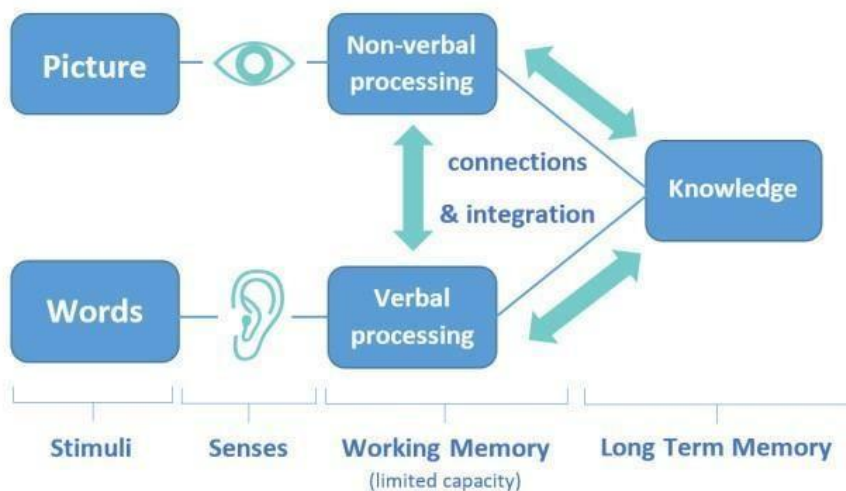 Picture
Non-verbal
processing
connections
& integration
Knowledge
Words
Verbal
processing
Stimuli
Senses
Working Memory
(limited capacity)
Long Term Memory